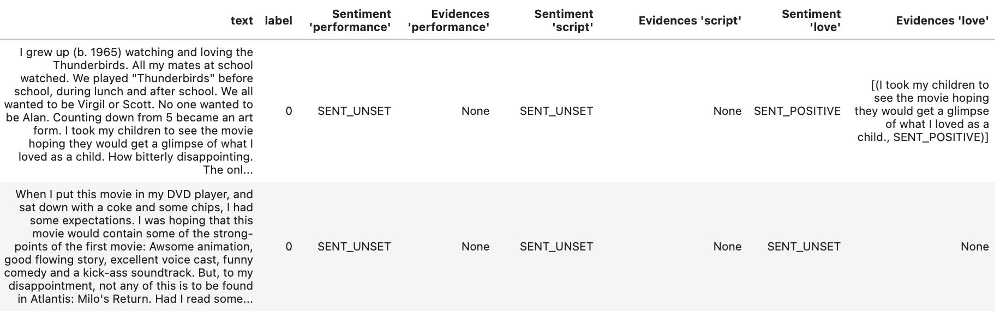 text label Sentiment 'performance' Evidences 'performance' Sentiment 'script' Evidences 'script' Sentiment 'love' Evidences 'love'
I grew up (b. 1965) watching and loving the
Thunderbirds. All my mates at school
watched. We played "Thunderbirds" before
school, during lunch and after school. We all
wanted to be Virgil or Scott. No one wanted to
be Alan. Counting down from 5 became an art
form. I took my children to see the movie
hoping they would get a glimpse of what I
loved as a child. How bitterly disappointing.
The onl...
0
SENT_UNSET
None
SENT_UNSET
None
SENT_POSITIVE
[(I took my children to
see the movie hoping
they would get a glimpse
of what I loved as a
child., SENT_POSITIVE)]
When I put this movie in my DVD player, and
sat down with a coke and some chips, I had
some expectations. I was hoping that this
movie would contain some of the strong-
points of the first movie: Awsome animation,
good flowing story, excellent voice cast, funny
comedy and a kick-ass soundtrack. But, to my
disappointment, not any of this is to be found
in Atlantis: Milo's Return. Had I read some...
0
SENT_UNSET
None
SENT_UNSET
None
SENT_UNSET
None